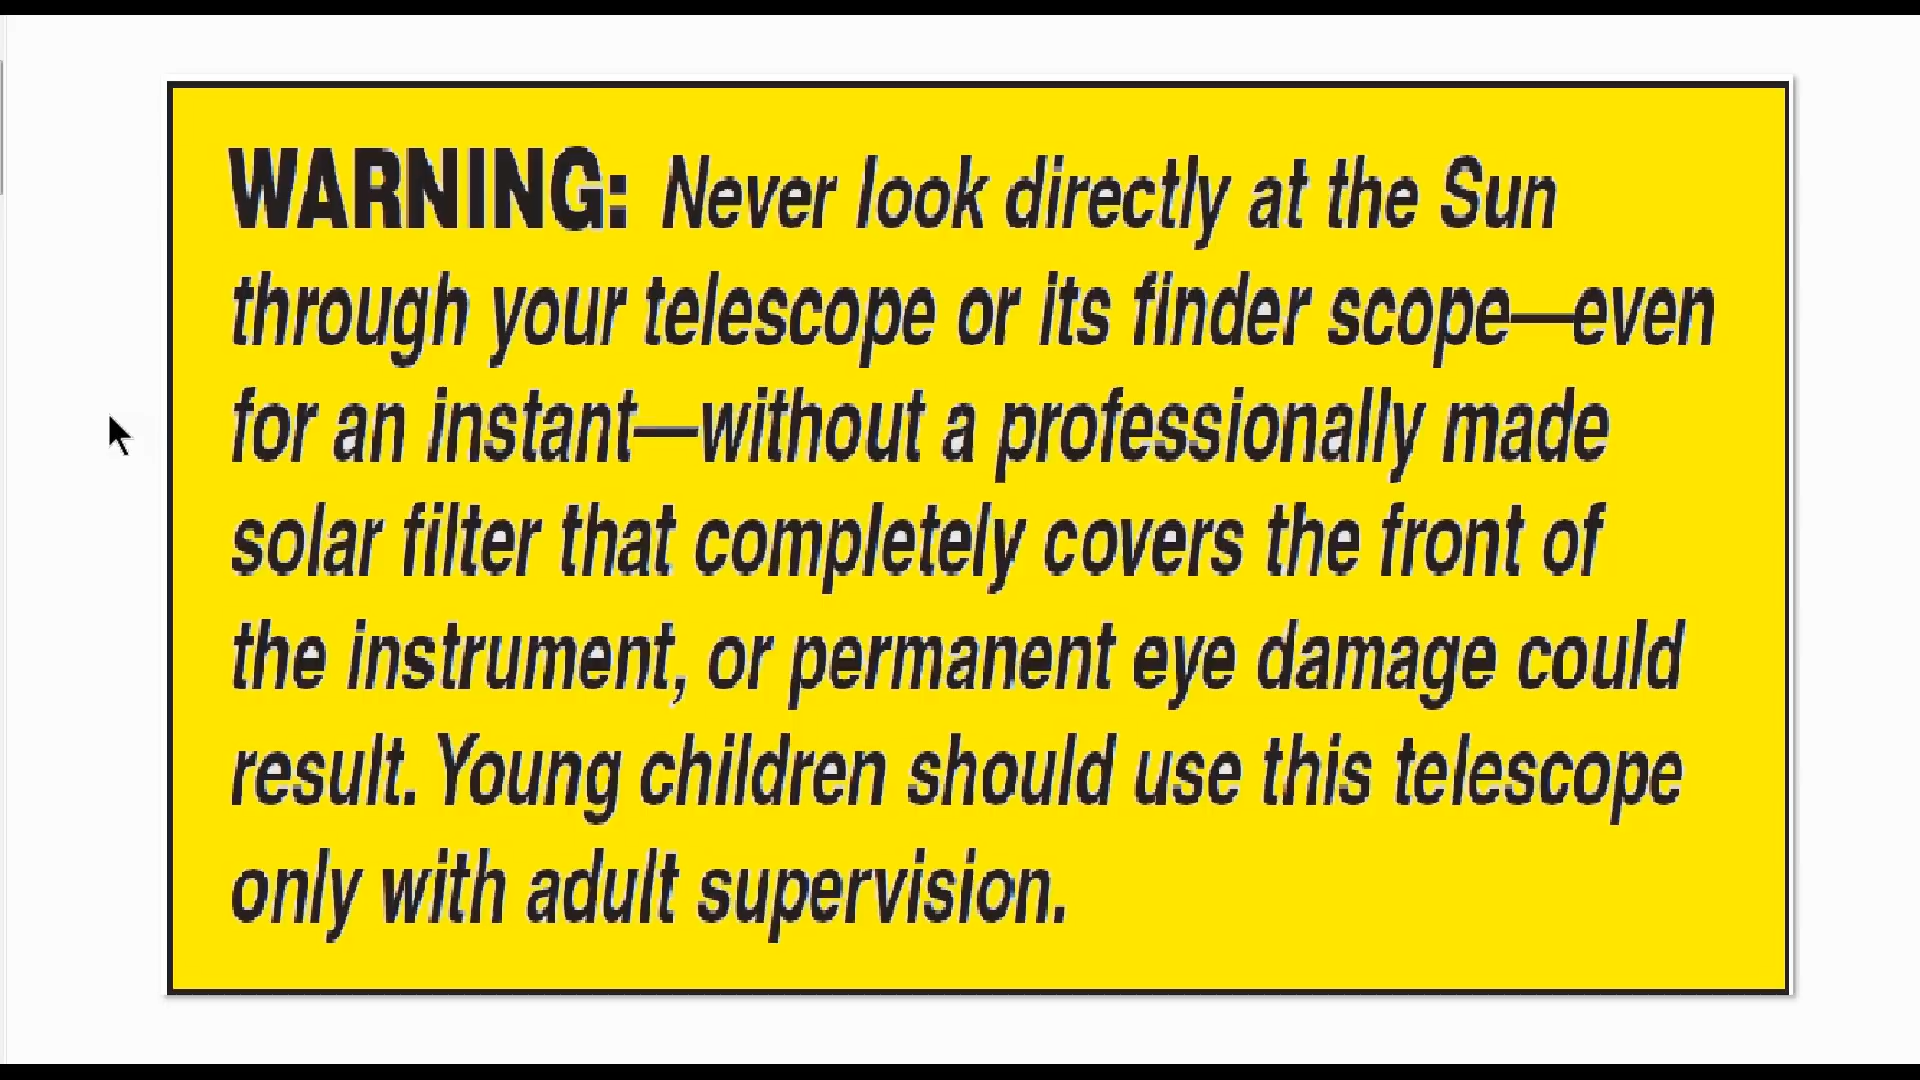 WARNING: Never look directly at the Sun
through your telescope or its finder scope—even
for an instant—without a professionally made
solar filter that completely covers the front of
the instrument, or permanent eye damage could
result. Young children should use this telescope
only with adult supervision.